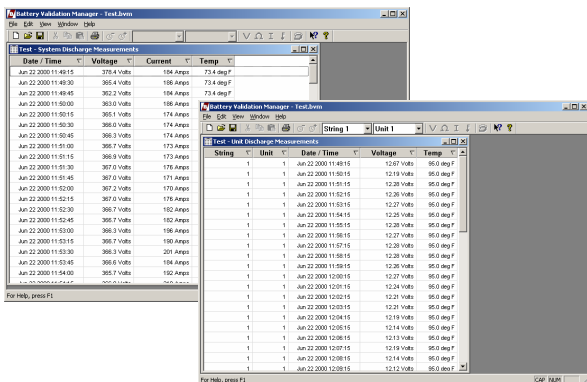 Battery Validation Manager - Test.bvm
File Edit View Window Help
Test - System Discharge Measurements
Date / Time Voltage Current Temp
Jun 22 2000 11:49:15 378.4 Volts 184 Amps 73.4 deg F
Jun 22 2000 11:49:30 365.4 Volts 186 Amps 73.4 deg F
Jun 22 2000 11:49:45 362.2 Volts 184 Amps 73.4 deg F
Jun 22 2000 11:50:00 363.0 Volts 186 Amps
Jun 22 2000 11:50:15 365.1 Volts 174 Amps
Jun 22 2000 11:50:30 366.0 Volts 174 Amps
Jun 22 2000 11:50:45 366.3 Volts 174 Amps
Jun 22 2000 11:51:00 366.7 Volts 173 Amps
Jun 22 2000 11:51:15 366.9 Volts 173 Amps
Jun 22 2000 11:51:30 367.0 Volts 176 Amps
Jun 22 2000 11:51:45 367.0 Volts 171 Amps
Jun 22 2000 11:52:00 367.2 Volts 170 Amps
Jun 22 2000 11:52:15 367.0 Volts 176 Amps
Jun 22 2000 11:52:30 366.7 Volts 182 Amps
Jun 22 2000 11:52:45 366.7 Volts 182 Amps
Jun 22 2000 11:53:00 366.3 Volts 196 Amps
Jun 22 2000 11:53:15 366.7 Volts 190 Amps
Jun 22 2000 11:53:30 366.3 Volts 201 Amps
Jun 22 2000 11:53:45 366.6 Volts 184 Amps
Jun 22 2000 11:54:00 365.7 Volts 192 Amps
For Help, press F1
Battery Validation Manager - Test.bvm
File Edit View Window Help
String 1 Unit 1
Test - Unit Discharge Measurements
String Unit Date / Time Voltage Temp
1 1 Jun 22 2000 11:49:15 12.67 Volts 95.0 deg F
1 1 Jun 22 2000 11:50:15 12.19 Volts 95.0 deg F
1 1 Jun 22 2000 11:51:15 12.28 Volts 95.0 deg F
1 1 Jun 22 2000 11:52:15 12.26 Volts 95.0 deg F
1 1 Jun 22 2000 11:53:15 12.27 Volts 95.0 deg F
1 1 Jun 22 2000 11:54:15 12.25 Volts 95.0 deg F
1 1 Jun 22 2000 11:55:15 12.28 Volts 95.0 deg F
1 1 Jun 22 2000 11:56:15 12.27 Volts 95.0 deg F
1 1 Jun 22 2000 11:57:15 12.28 Volts 95.0 deg F
1 1 Jun 22 2000 11:58:15 12.28 Volts 95.0 deg F
1 1 Jun 22 2000 11:59:15 12.26 Volts 95.0 deg F
1 1 Jun 22 2000 12:00:15 12.27 Volts 95.0 deg F
1 1 Jun 22 2000 12:01:15 12.24 Volts 95.0 deg F
1 1 Jun 22 2000 12:02:15 12.21 Volts 95.0 deg F
1 1 Jun 22 2000 12:03:15 12.21 Volts 95.0 deg F
1 1 Jun 22 2000 12:04:15 12.19 Volts 95.0 deg F
1 1 Jun 22 2000 12:05:15 12.14 Volts 95.0 deg F
1 1 Jun 22 2000 12:06:15 12.13 Volts 95.0 deg F
1 1 Jun 22 2000 12:07:15 12.19 Volts 95.0 deg F
1 1 Jun 22 2000 12:08:15 12.14 Volts 95.0 deg F
1 1 Jun 22 2000 12:09:15 12.12 Volts 95.0 deg F
For Help, press F1 CAP NUM